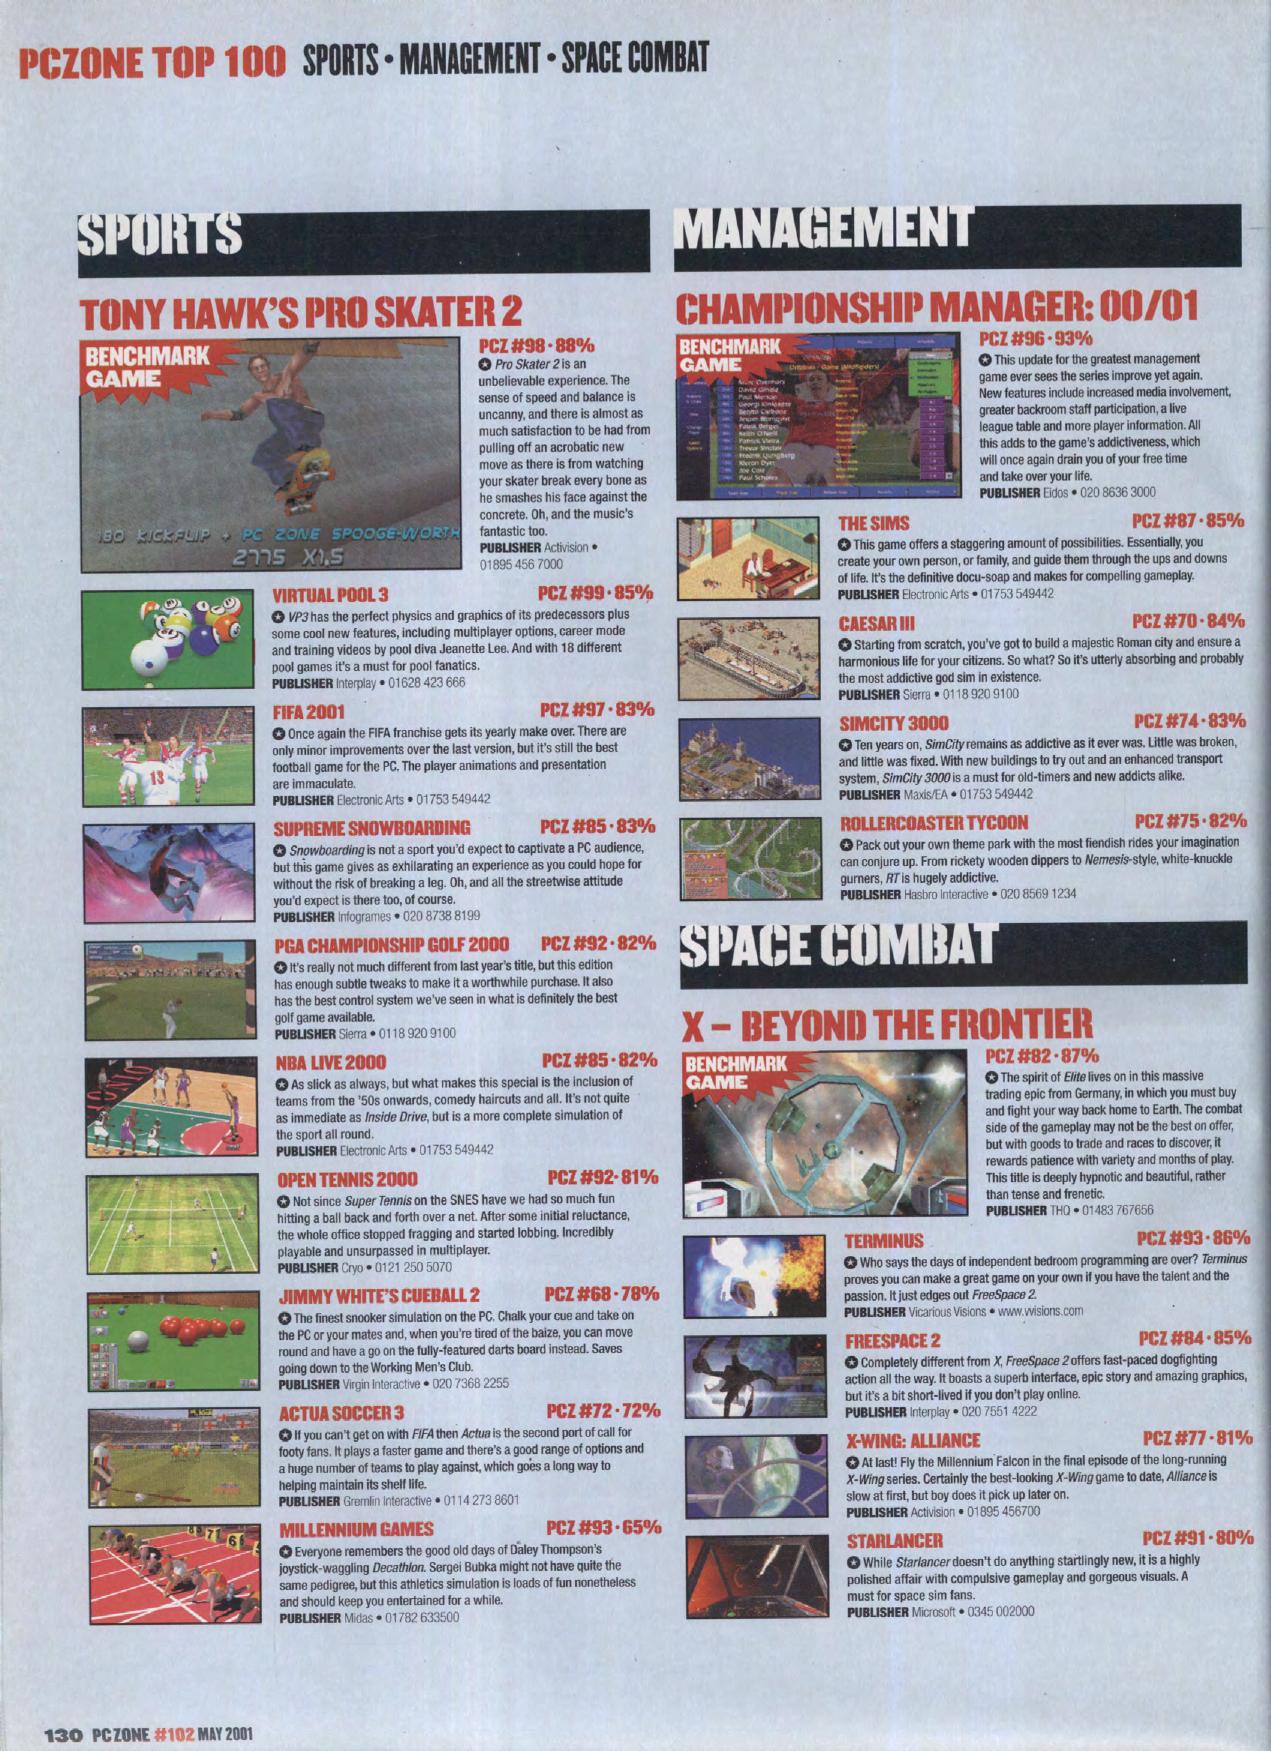 PCZONE TOP 100 SPORTS • MANAGEMENT • SPACE COMBAT
SPORTS
TONY HAWK'S PRO SKATER 2
BENCHMARK
GAME
180 KICKFLIP + PC ZONE SPOOGE-WORTH
2775 X1.5
PCZ #98 • 88%
Pro Skater 2 is an
unbelievable experience. The
sense of speed and balance is
uncanny, and there is almost as
much satisfaction to be had from
pulling off an acrobatic new
move as there is from watching
your skater break every bone as
he smashes his face against the
concrete. Oh, and the music's
fantastic too.
PUBLISHER Activision •
01895 456 7000
VIRTUAL POOL 3 PCZ #99 • 85%
VP3 has the perfect physics and graphics of its predecessors plus
some cool new features, including multiplayer options, career mode
and training videos by pool diva Jeanette Lee. And with 18 different
pool games it's a must for pool fanatics.
PUBLISHER Interplay • 01628 423 666
FIFA 2001 PCZ #97 • 83%
Once again the FIFA franchise gets its yearly make over. There are
only minor improvements over the last version, but it's still the best
football game for the PC. The player animations and presentation
are immaculate.
PUBLISHER Electronic Arts • 01753 549442
SUPREME SNOWBOARDING PCZ #85 • 83%
Snowboarding is not a sport you'd expect to captivate a PC audience,
but this game gives as exhilarating an experience as you could hope for
without the risk of breaking a leg. Oh, and all the streetwise attitude
you'd expect is there too, of course.
PUBLISHER Infogrames • 020 8738 8199
PGA CHAMPIONSHIP GOLF 2000 PCZ #92 • 82%
It's really not much different from last year's title, but this edition
has enough subtle tweaks to make it a worthwhile purchase. It also
has the best control system we've seen in what is definitely the best
golf game available.
PUBLISHER Sierra • 0118 920 9100
NBA LIVE 2000 PCZ #85 • 82%
As slick as always, but what makes this special is the inclusion of
teams from the '50s onwards, comedy haircuts and all. It's not quite
as immediate as Inside Drive, but is a more complete simulation of
the sport all round.
PUBLISHER Electronic Arts • 01753 549442
OPEN TENNIS 2000 PCZ #92 • 81%
Not since Super Tennis on the SNES have we had so much fun
hitting a ball back and forth over a net. After some initial reluctance,
the whole office stopped fragging and started lobbing. Incredibly
playable and unsurpassed in multiplayer.
PUBLISHER Cryo • 0121 250 5070
JIMMY WHITE'S CUEBALL 2 PCZ #68 • 78%
The finest snooker simulation on the PC. Chalk your cue and take on
the PC or your mates and, when you're tired of the baize, you can move
round and have a go on the fully-featured darts board instead. Saves
going down to the Working Men's Club.
PUBLISHER Virgin Interactive • 020 7368 2255
ACTUA SOCCER 3 PCZ #72 • 72%
If you can't get on with FIFA then Actua is the second port of call for
footy fans. It plays a faster game and there's a good range of options and
a huge number of teams to play against, which goes a long way to
helping maintain its shelf life.
PUBLISHER Gremlin Interactive • 0114 273 8601
MILLENNIUM GAMES PCZ #93 • 65%
Everyone remembers the good old days of Daley Thompson's
joystick-waggling Decathlon. Sergei Bubka might not have quite the
same pedigree, but this athletics simulation is loads of fun nonetheless
and should keep you entertained for a while.
PUBLISHER Midas • 01782 633500
MANAGEMENT
CHAMPIONSHIP MANAGER: 00/01
BENCHMARK
GAME
PCZ #96 • 93%
This update for the greatest management
game ever sees the series improve yet again.
New features include increased media involvement,
greater backroom staff participation, a live
league table and more player information. All
this adds to the game's addictiveness, which
will once again drain you of your free time
and take over your life.
PUBLISHER Eidos • 020 8636 3000
THE SIMS PCZ #87 • 85%
This game offers a staggering amount of possibilities. Essentially, you
create your own person, or family, and guide them through the ups and downs
of life. It's the definitive docu-soap and makes for compelling gameplay.
PUBLISHER Electronic Arts • 01753 549442
CAESAR III PCZ #70 • 84%
Starting from scratch, you've got to build a majestic Roman city and ensure a
harmonious life for your citizens. So what? So it's utterly absorbing and probably
the most addictive god sim in existence.
PUBLISHER Sierra • 0118 920 9100
SIMCITY 3000 PCZ #74 • 83%
Ten years on, SimCity remains as addictive as it ever was. Little was broken,
and little was fixed. With new buildings to try out and an enhanced transport
system, SimCity 3000 is a must for old-timers and new addicts alike.
PUBLISHER Maxis/EA • 01753 549442
ROLLERCOASTER TYCOON PCZ #75 • 82%
Pack out your own theme park with the most fiendish rides your imagination
can conjure up. From rickety wooden dippers to Nemesis-style, white-knuckle
gurners, RT is hugely addictive.
PUBLISHER Hasbro Interactive • 020 8569 1234
SPACE COMBAT
X – BEYOND THE FRONTIER
BENCHMARK
GAME
PCZ #82 • 87%
The spirit of Elite lives on in this massive
trading epic from Germany, in which you must buy
and fight your way back home to Earth. The combat
side of the gameplay may not be the best on offer,
but with goods to trade and races to discover, it
rewards patience with variety and months of play.
This title is deeply hypnotic and beautiful, rather
than tense and frenetic.
PUBLISHER THQ • 01483 767656
TERMINUS PCZ #93 • 86%
Who says the days of independent bedroom programming are over? Terminus
proves you can make a great game on your own if you have the talent and the
passion. It just edges out FreeSpace 2.
PUBLISHER Vicarious Visions • www.vvisions.com
FREESPACE 2 PCZ #84 • 85%
Completely different from X, FreeSpace 2 offers fast-paced dogfighting
action all the way. It boasts a superb interface, epic story and amazing graphics,
but it's a bit short-lived if you don't play online.
PUBLISHER Interplay • 020 7551 4222
X-WING: ALLIANCE PCZ #77 • 81%
At last! Fly the Millennium Falcon in the final episode of the long-running
X-Wing series. Certainly the best-looking X-Wing game to date, Alliance is
slow at first, but boy does it pick up later on.
PUBLISHER Activision • 01895 456700
STARLANCER PCZ #91 • 80%
While Starlancer doesn't do anything startlingly new, it is a highly
polished affair with compulsive gameplay and gorgeous visuals. A
must for space sim fans.
PUBLISHER Microsoft • 0345 002000
130 PCZONE #102 MAY 2001